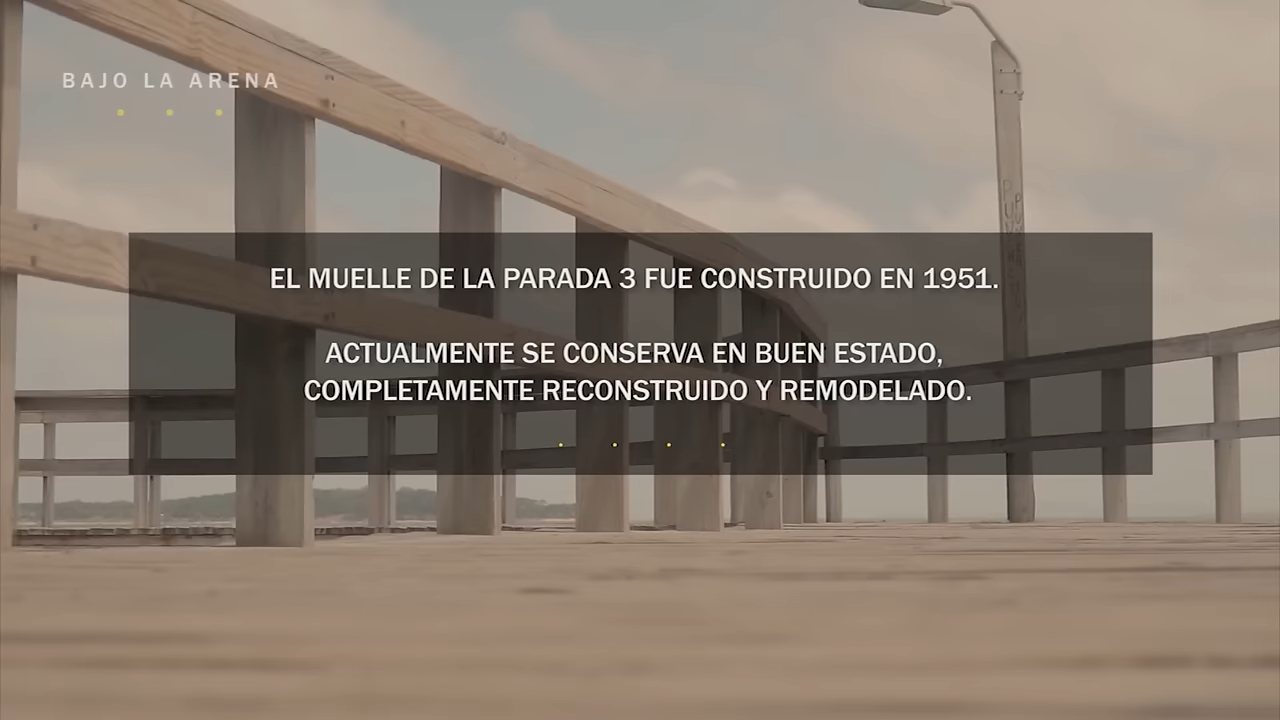 BAJO LA ARENA
EL MUELLE DE LA PARADA 3 FUE CONSTRUIDO EN 1951.
ACTUALMENTE SE CONSERVA EN BUEN ESTADO,
COMPLETAMENTE RECONSTRUIDO Y REMODELADO.